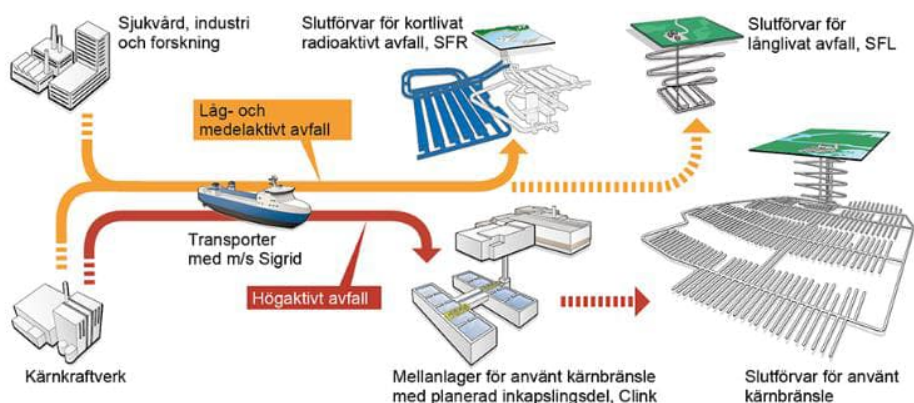 Sjukvård, industri
och forskning
Slutförvar för kortlivat
radioaktivt avfall, SFR
Slutförvar för
långlivat avfall, SFL
Låg- och
medelaktivt avfall
Transporter
med m/s Sigrid
Högaktivt avfall
Kärnkraftverk
Mellanlager för använt kärnbränsle
med planerad inkapslingsdel, Clink
Slutförvar för använt
kärnbränsle